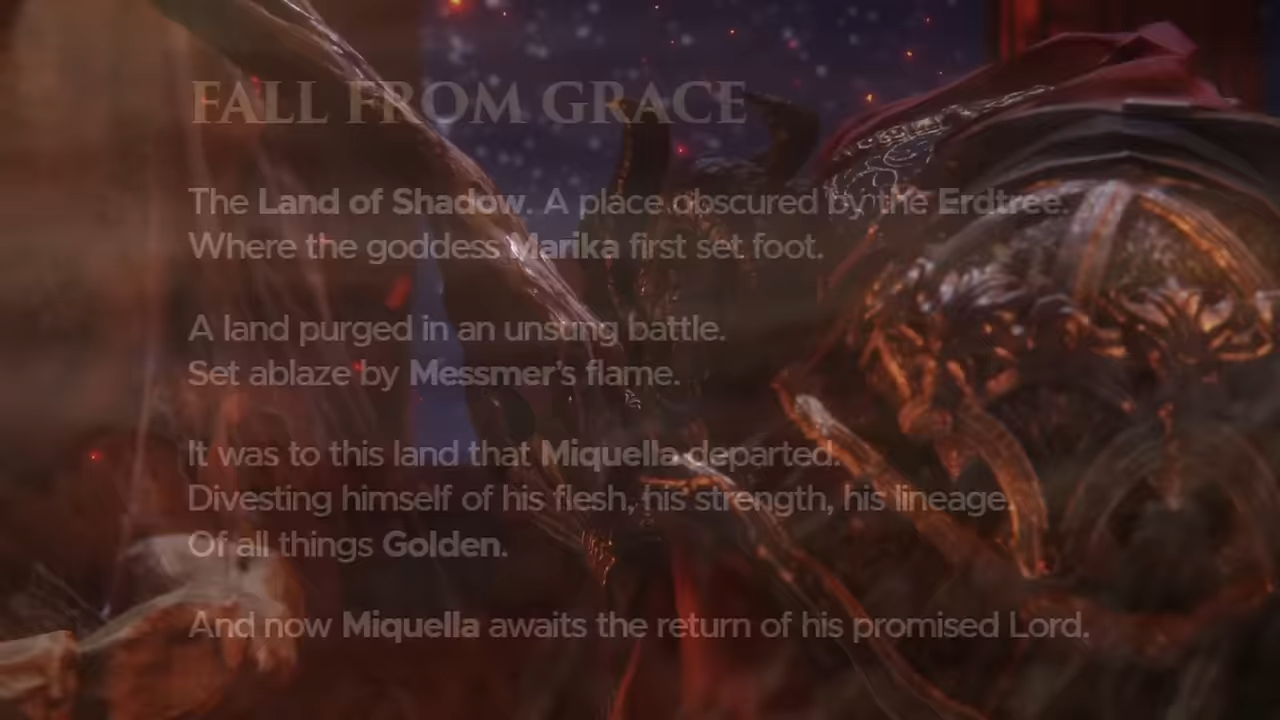 FALL FROM GRACE
The Land of Shadow. A place obscured by the Erdtree.
Where the goddess Marika first set foot.
A land purged in an unsung battle.
Set ablaze by Messmer's flame.
It was to this land that Miquella departed.
Divesting himself of his flesh, his strength, his lineage.
Of all things Golden.
And now Miquella awaits the return of his promised Lord.